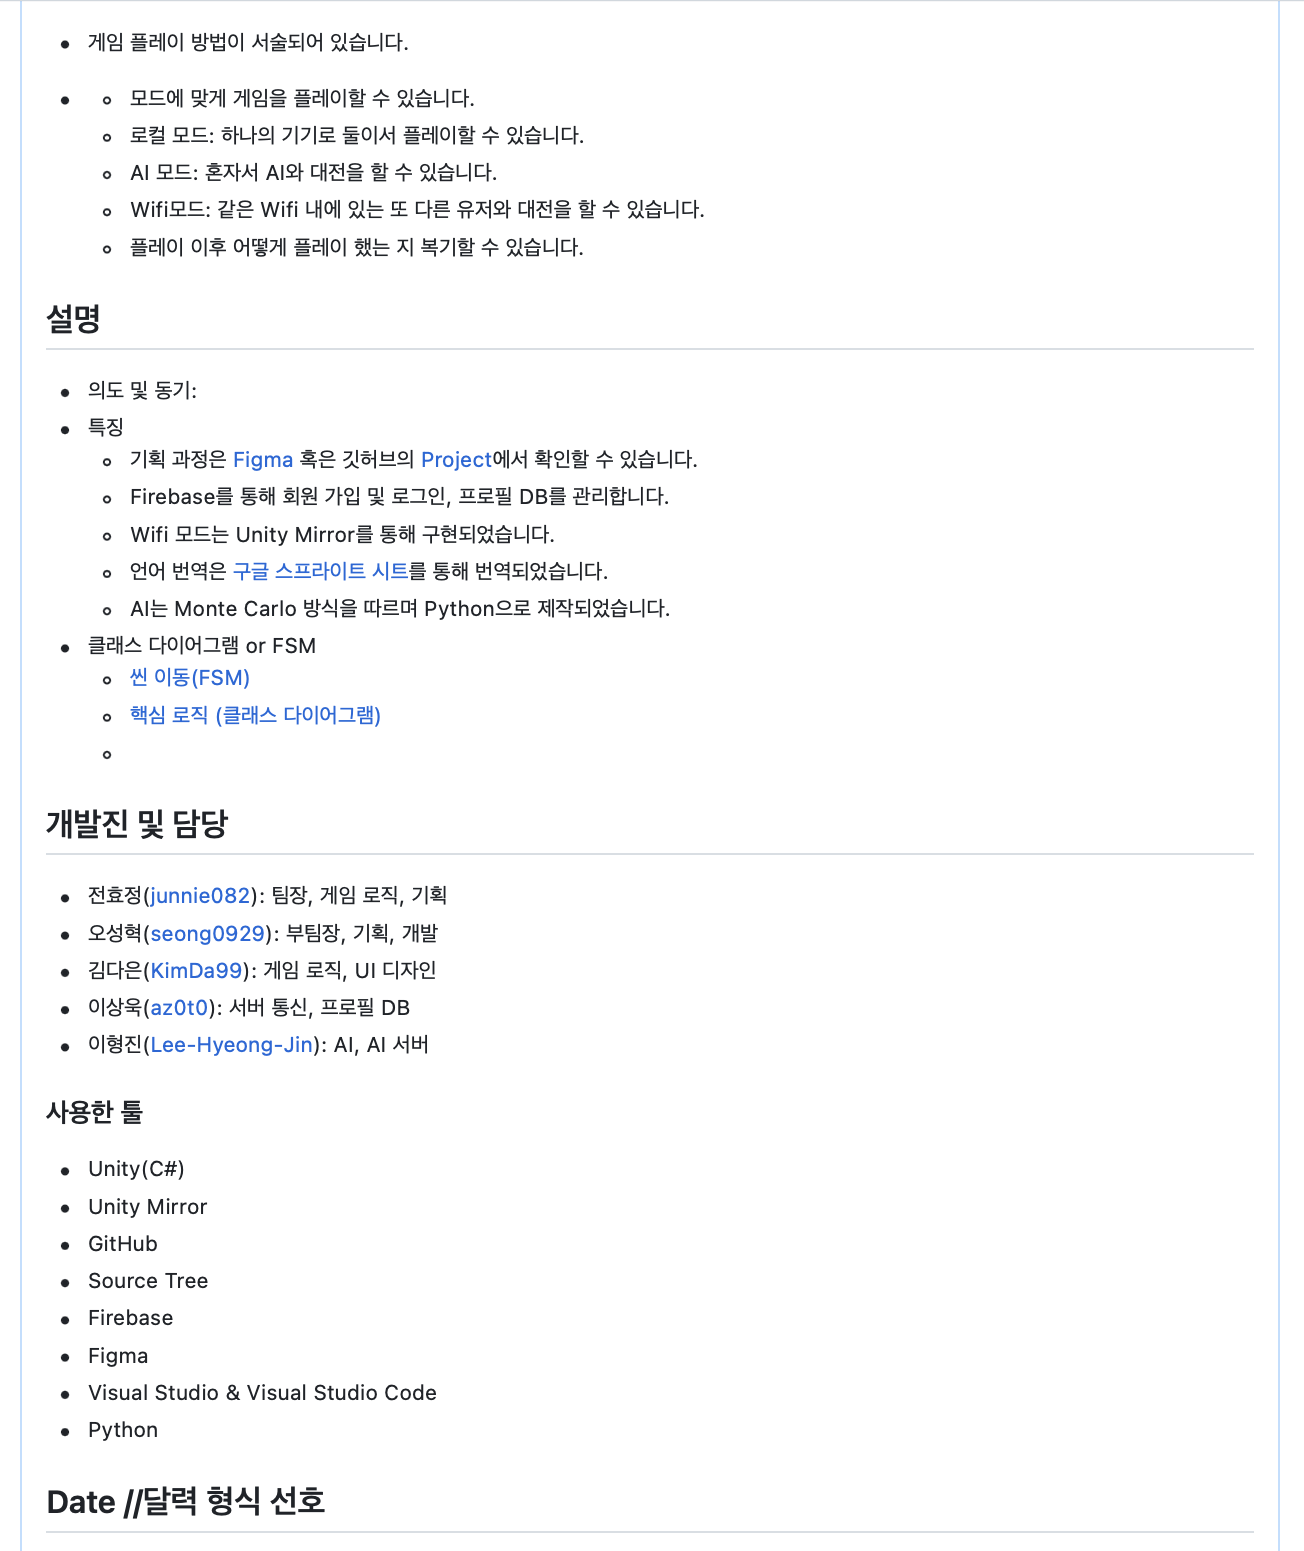 게임 플레이 방법이 서술되어 있습니다.
모드에 맞게 게임을 플레이할 수 있습니다.
로컬 모드: 하나의 기기로 둘이서 플레이할 수 있습니다.
AI 모드: 혼자서 AI와 대전을 할 수 있습니다.
Wifi모드: 같은 Wifi 내에 있는 또 다른 유저와 대전을 할 수 있습니다.
플레이 이후 어떻게 플레이 했는 지 복기할 수 있습니다.
설명
의도 및 동기:
특징
기획 과정은 Figma 혹은 깃허브의 Project에서 확인할 수 있습니다.
Firebase를 통해 회원 가입 및 로그인, 프로필 DB를 관리합니다.
Wifi 모드는 Unity Mirror를 통해 구현되었습니다.
언어 번역은 구글 스프라이트 시트를 통해 번역되었습니다.
AI는 Monte Carlo 방식을 따르며 Python으로 제작되었습니다.
클래스 다이어그램 or FSM
씬 이동(FSM)
핵심 로직 (클래스 다이어그램)
개발진 및 담당
전효정(junnie082): 팀장, 게임 로직, 기획
오성혁(seong0929): 부팀장, 기획, 개발
김다은(KimDa99): 게임 로직, UI 디자인
이상욱(az0t0): 서버 통신, 프로필 DB
이형진(Lee-Hyeong-Jin): AI, AI 서버
사용한 툴
Unity(C#)
Unity Mirror
GitHub
Source Tree
Firebase
Figma
Visual Studio & Visual Studio Code
Python
Date //달력 형식 선호